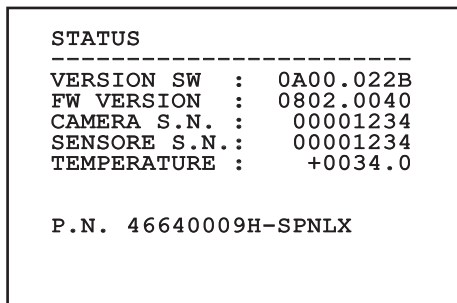 STATUS
------------------------
VERSION SW  :  0A00.022B
FW VERSION  :  0802.0040
CAMERA S.N. :   00001234
SENSORE S.N.:   00001234
TEMPERATURE :    +0034.0
P.N. 46640009H-SPNLX